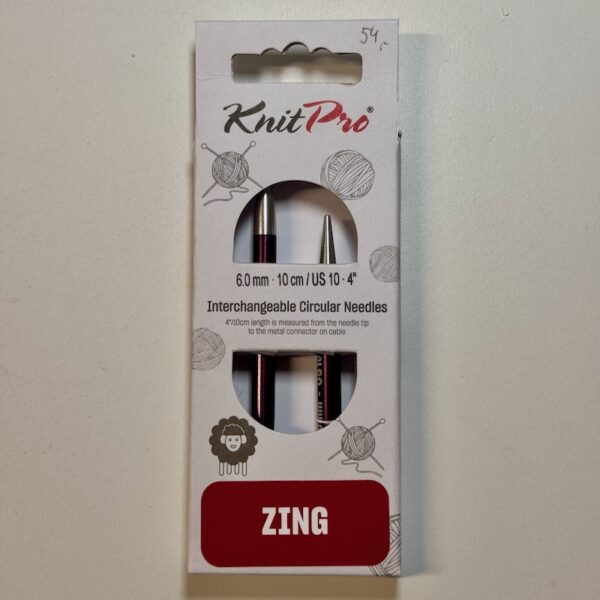 54,-
KnitPro®
6.0 mm · 10 cm / US 10 · 4"
Interchangeable Circular Needles
4"/10cm length is measured from the needle tip
to the metal connector on cable
ZING